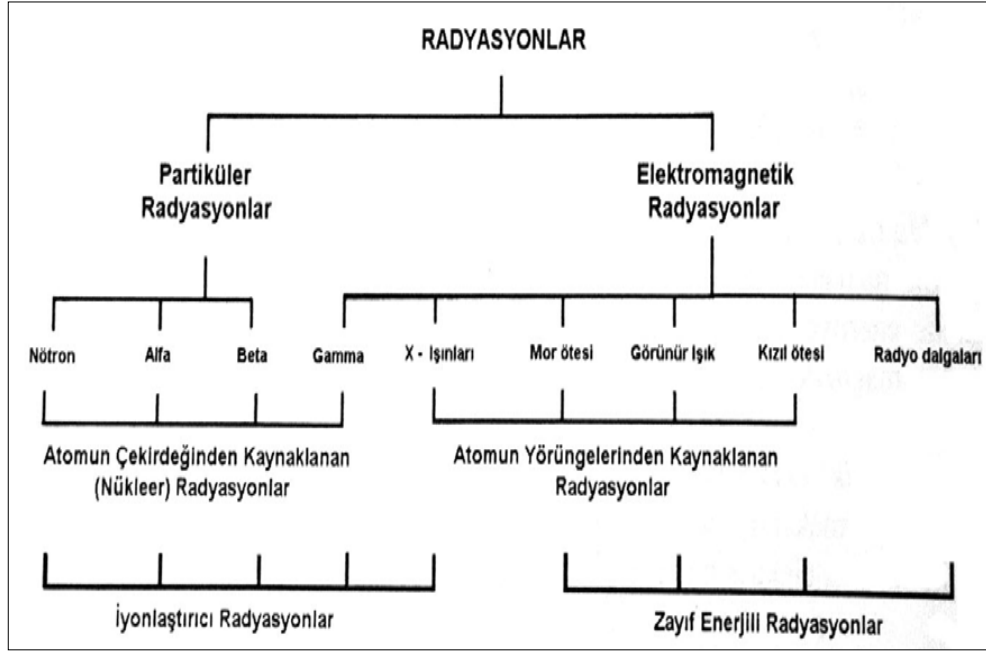 RADYASYONLAR
Partiküler
Radyasyonlar
Elektromagnetik
Radyasyonlar
Nötron
Alfa
Beta
Gamma
X - Işınları
Mor ötesi
Görünür Işık
Kızıl ötesi
Radyo dalgaları
Atomun Çekirdeğinden Kaynaklanan
(Nükleer) Radyasyonlar
Atomun Yörüngelerinden Kaynaklanan
Radyasyonlar
İyonlaştırıcı Radyasyonlar
Zayıf Enerjili Radyasyonlar